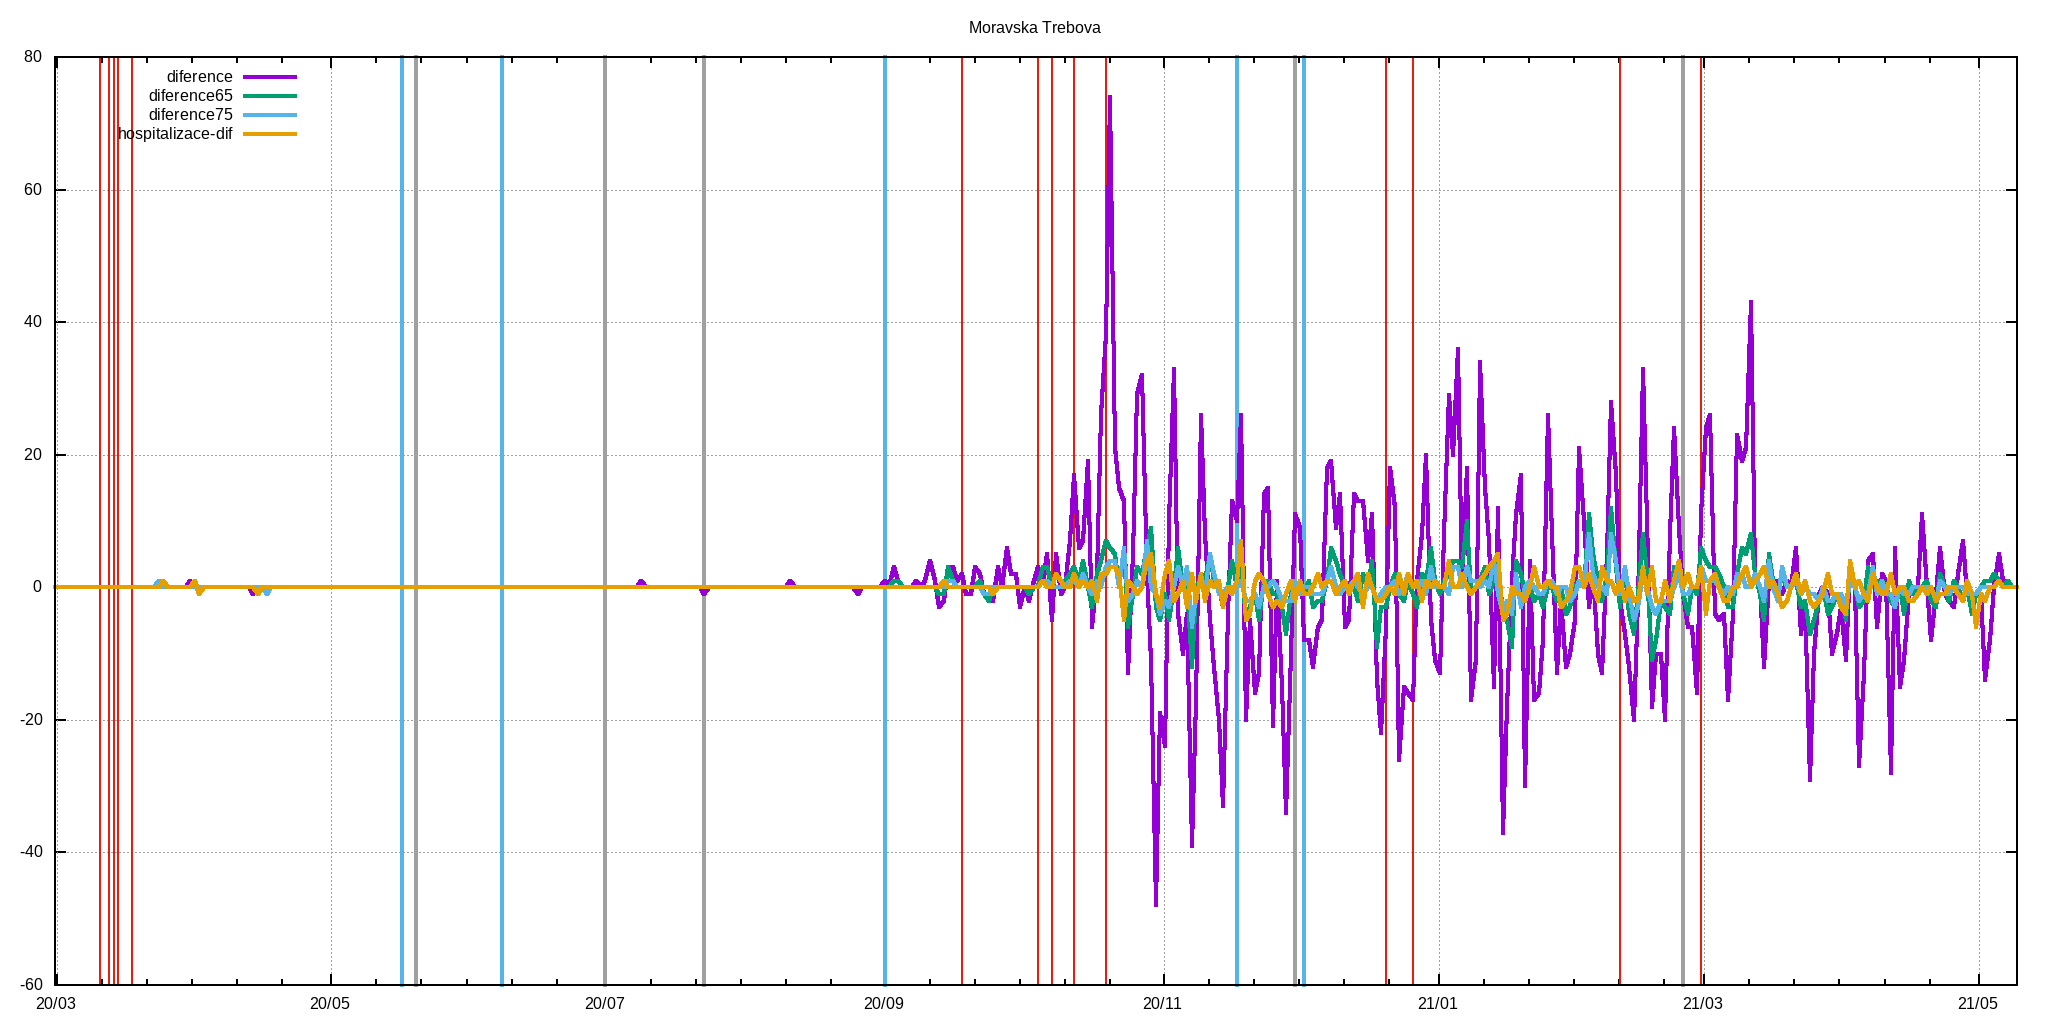 Moravska Trebova
80
60
40
20
0
-20
-40
-60
diference
diference65
diference75
hospitalizace-dif
20/03 20/05 20/07 20/09 20/11 21/01 21/03 21/05